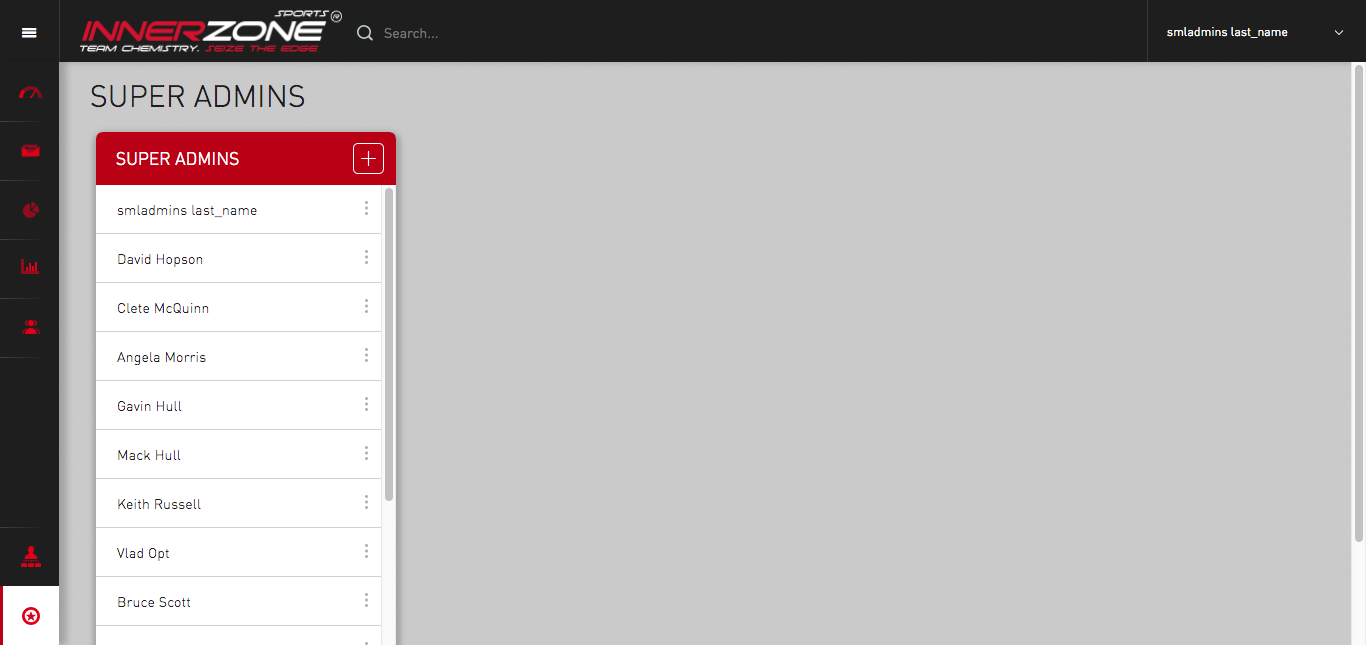 SPORTS ®
INNERZONE
TEAM CHEMISTRY. SEIZE THE EDGE
Search...
smladmins last_name
SUPER ADMINS
SUPER ADMINS
smladmins last_name
David Hopson
Clete McQuinn
Angela Morris
Gavin Hull
Mack Hull
Keith Russell
Vlad Opt
Bruce Scott